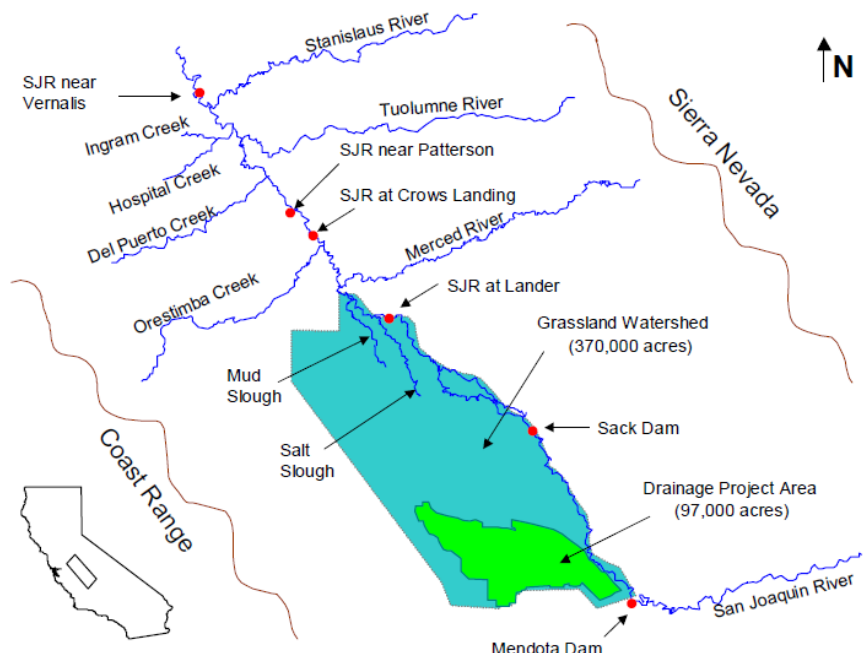 Stanislaus River
N
SJR near
Vernalis
Tuolumne River
Sierra Nevada
Ingram Creek
SJR near Patterson
Hospital Creek
SJR at Crows Landing
Del Puerto Creek
Merced River
Orestimba Creek
SJR at Lander
Grassland Watershed
(370,000 acres)
Mud
Slough
Salt
Slough
Sack Dam
Coast Range
Drainage Project Area
(97,000 acres)
San Joaquin River
Mendota Dam